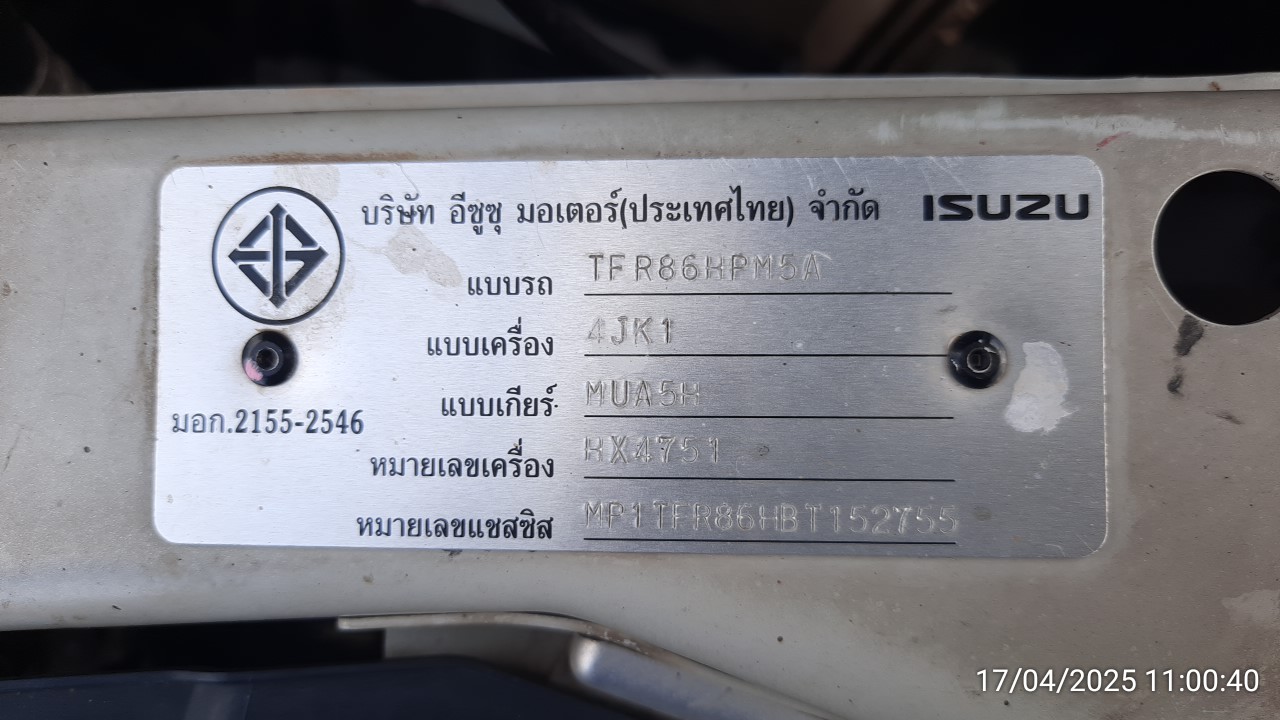 บริษัท อีซูซุ มอเตอร์(ประเทศไทย) จำกัด ISUZU
แบบรถ TFR86HPM5A
แบบเครื่อง 4JK1
แบบเกียร์ MUA5H
มอก.2155-2546
หมายเลขเครื่อง HX4751
หมายเลขแชสซิส MP1TFR86HBT152755
17/04/2025 11:00:40